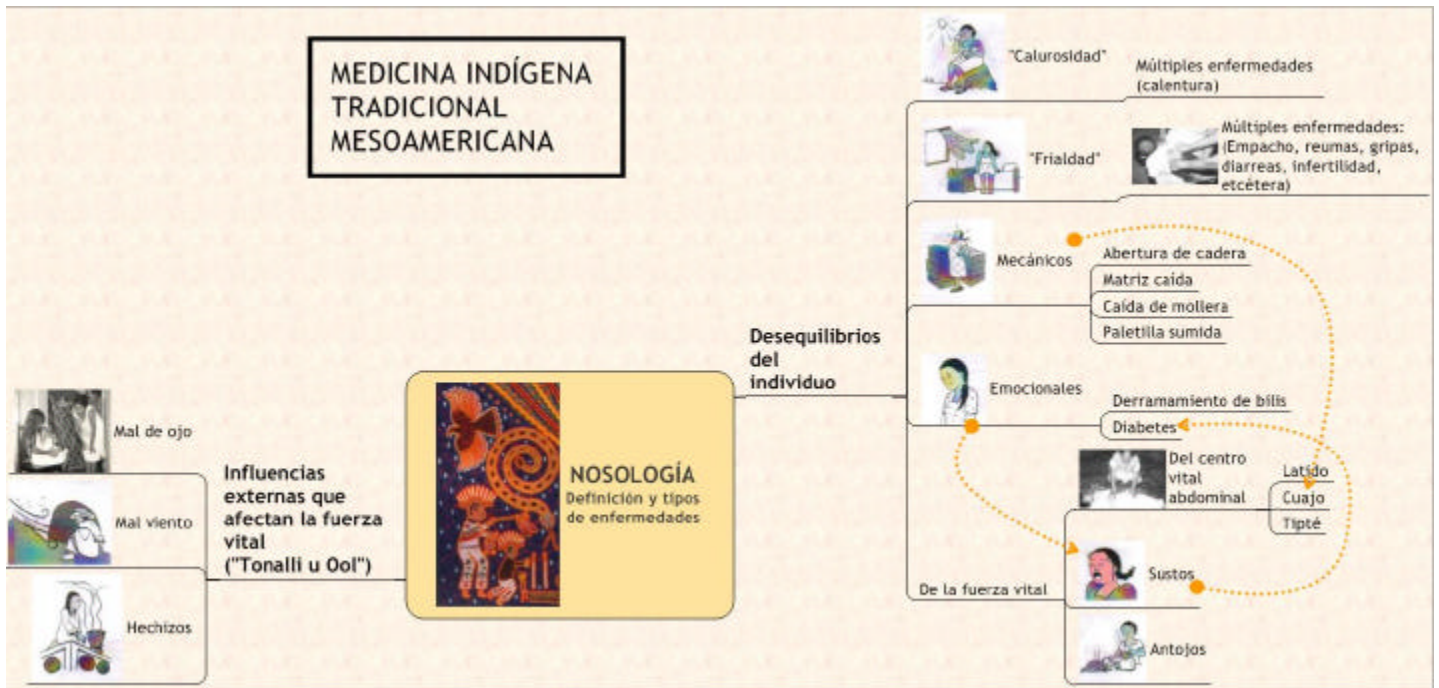 MEDICINA INDÍGENA
TRADICIONAL
MESOAMERICANA
"Calurosidad"
Múltiples enfermedades
(calentura)
"Frialdad"
Múltiples enfermedades:
(Empacho, reumas, gripas,
diarreas, infertilidad,
etcétera)
Mecánicos
Abertura de cadera
Matriz caída
Caída de mollera
Paletilla sumida
Desequilibrios
del
individuo
Emocionales
Derramamiento de bilis
Diabetes
Del centro
vital
abdominal
Latido
Cuajo
Tipté
De la fuerza vital
Sustos
Antojos
NOSOLOGÍA
Definición y tipos
de enfermedades
Influencias
externas que
afectan la fuerza
vital
("Tonalli u Ool")
Mal de ojo
Mal viento
Hechizos